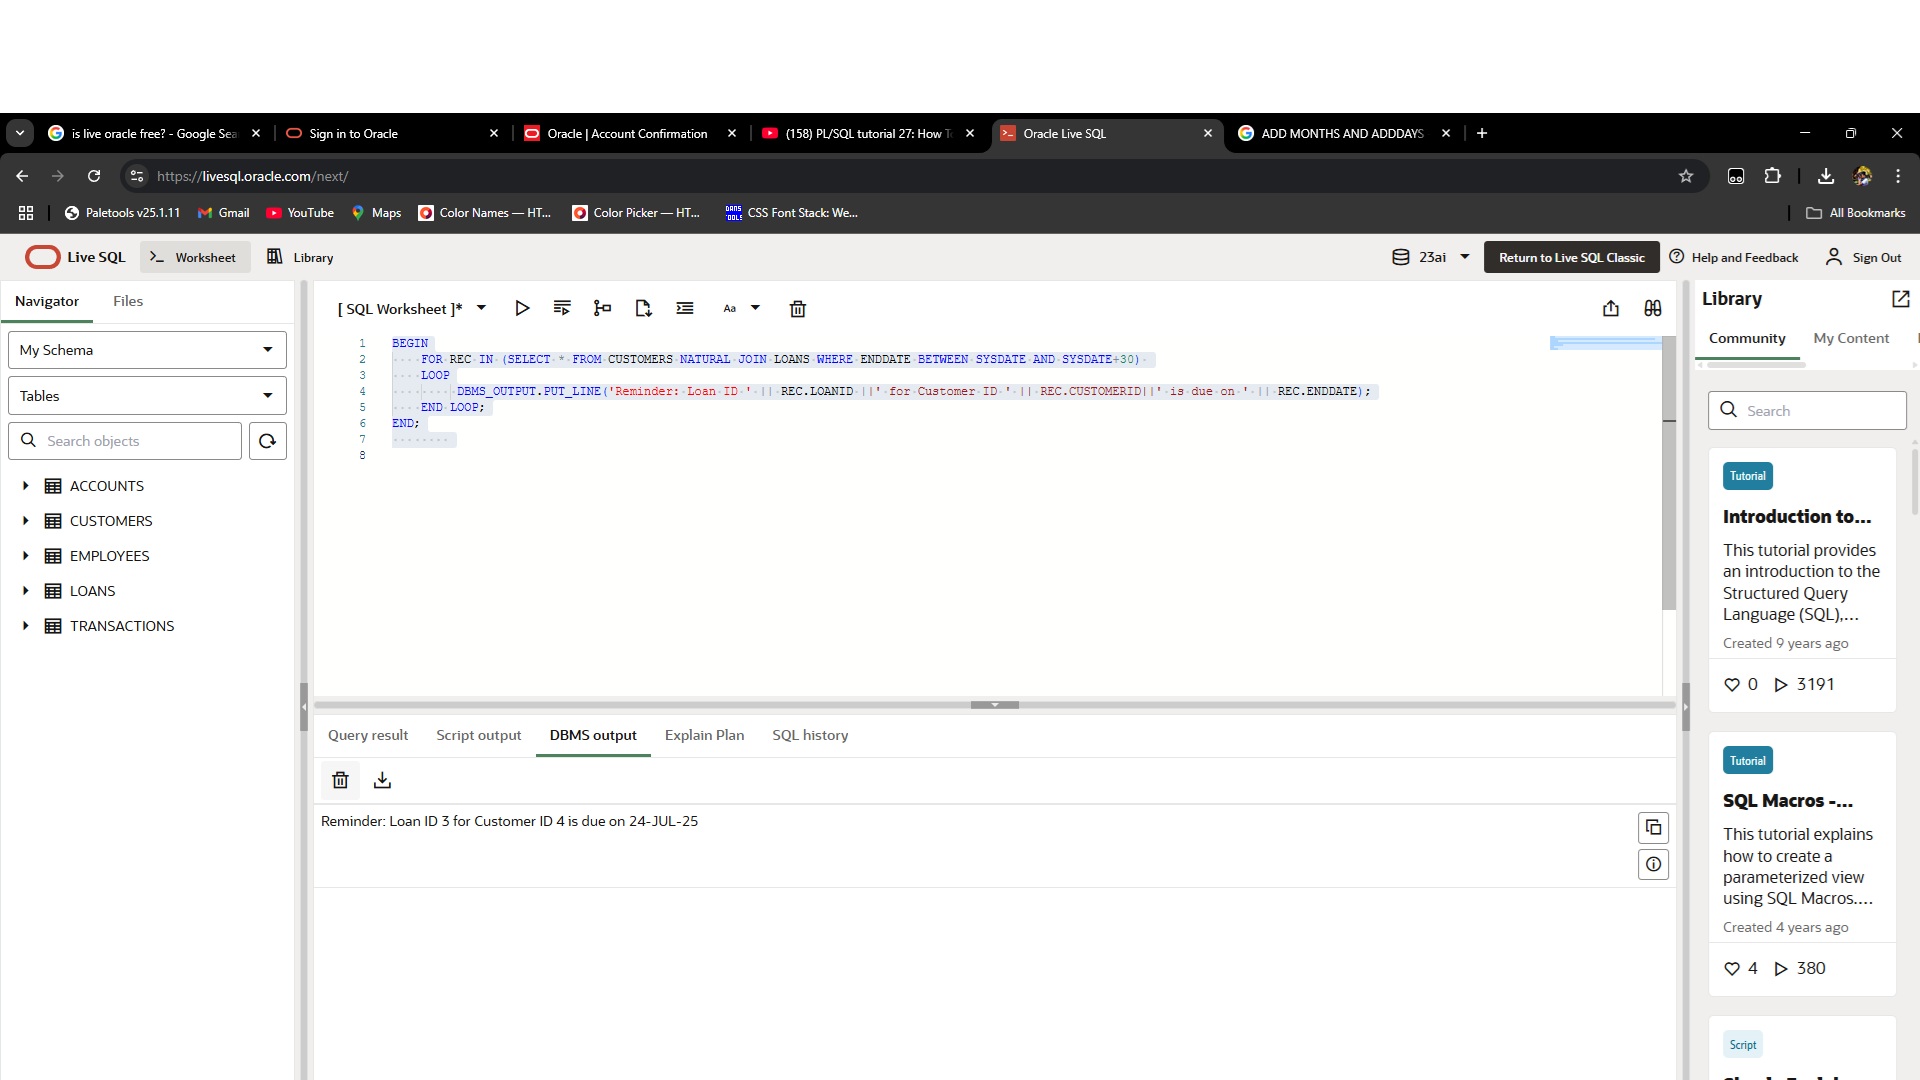 is live oracle free? - Google Sea
Sign in to Oracle
Oracle | Account Confirmation
(158) PL/SQL tutorial 27: How T
Oracle Live SQL
ADD MONTHS AND ADDDAYS
https://livesql.oracle.com/next/
Paletools v25.1.11
Gmail
YouTube
Maps
Color Names — HT...
Color Picker — HT...
CSS Font Stack: We...
All Bookmarks
Live SQL
Worksheet
Library
23ai
Return to Live SQL Classic
Help and Feedback
Sign Out
Navigator
Files
My Schema
Tables
Search objects
ACCOUNTS
CUSTOMERS
EMPLOYEES
LOANS
TRANSACTIONS
[ SQL Worksheet ]*
Aa
1 BEGIN
2 FOR REC IN (SELECT * FROM CUSTOMERS NATURAL JOIN LOANS WHERE ENDDATE BETWEEN SYSDATE AND SYSDATE+30)
3 LOOP
4 DBMS_OUTPUT.PUT_LINE('Reminder: Loan ID ' || REC.LOANID ||' for Customer ID ' || REC.CUSTOMERID||' is due on ' || REC.ENDDATE);
5 END LOOP;
6 END;
7
8
Query result
Script output
DBMS output
Explain Plan
SQL history
Reminder: Loan ID 3 for Customer ID 4 is due on 24-JUL-25
Library
Community
My Content
Search
Tutorial
Introduction to...
This tutorial provides
an introduction to the
Structured Query
Language (SQL),...
Created 9 years ago
0 3191
Tutorial
SQL Macros -...
This tutorial explains
how to create a
parameterized view
using SQL Macros....
Created 4 years ago
4 380
Script